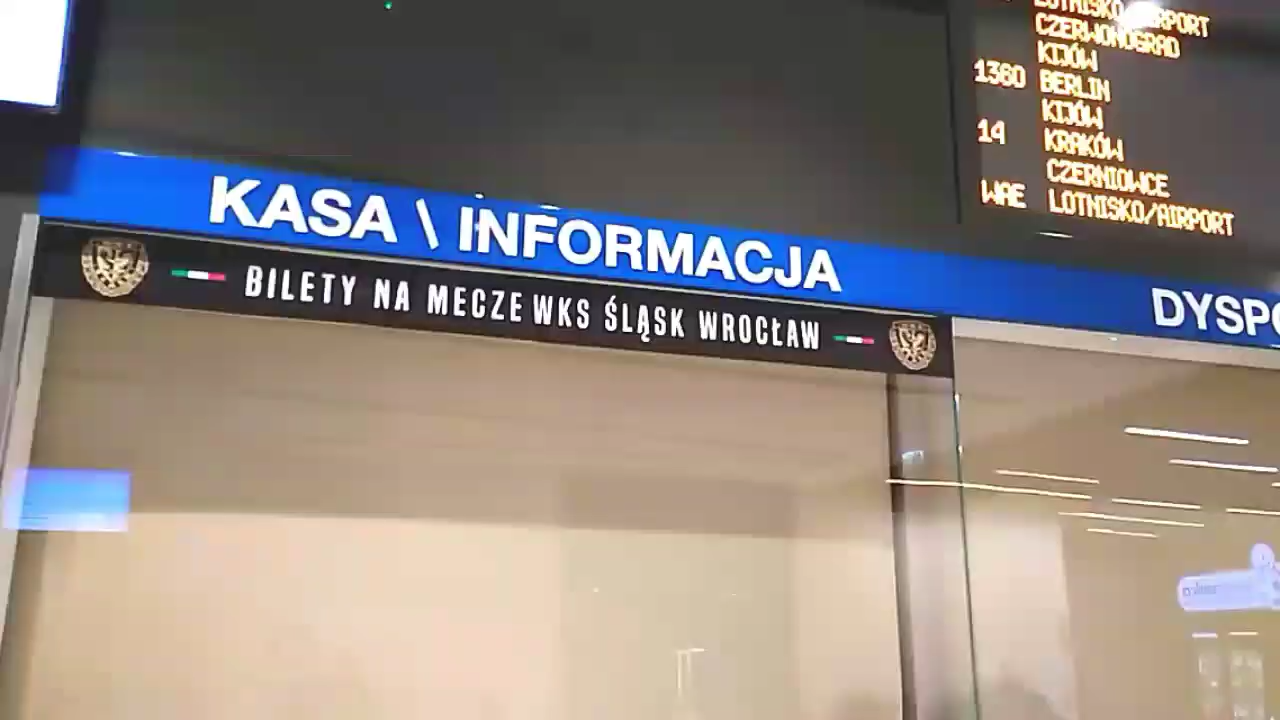 LOTNISKO/AIRPORT
CZERWONOGRAD
KIJÓW
1360 BERLIN
KIJÓW
14 KRAKÓW
CZERNIOWCE
WAE LOTNISKO/AIRPORT
KASA \ INFORMACJA
BILETY NA MECZE WKS ŚLĄSK WROCŁAW
DYSPO